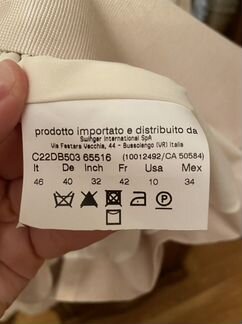 prodotto importato e distribuito da
Swinger International SpA
Via Festara Vecchia, 44 - Bussolengo (VR) Italia
C22DB503 65516 (10012492/CA 50584)
It De Inch Fr Usa Mex
46 40 32 42 10 34
P